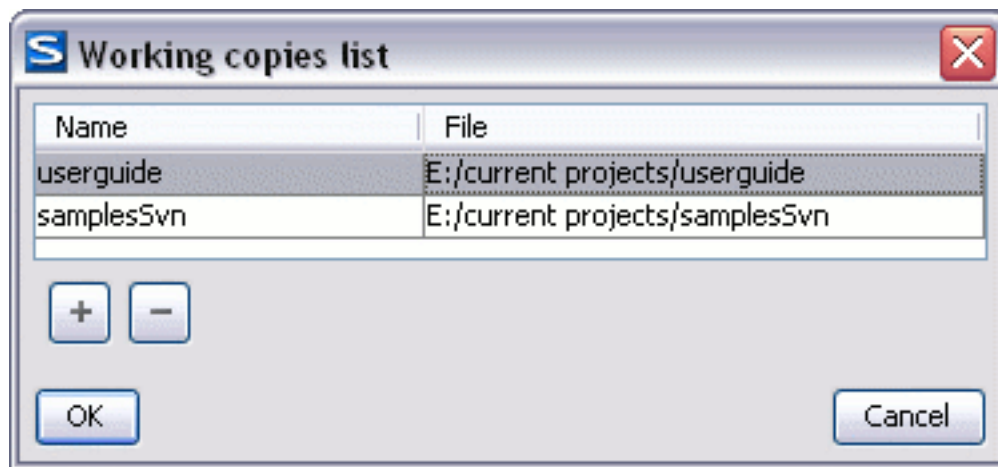 S Working copies list
Name File
userguide E:/current projects/userguide
samplesSvn E:/current projects/samplesSvn
+ −
OK Cancel